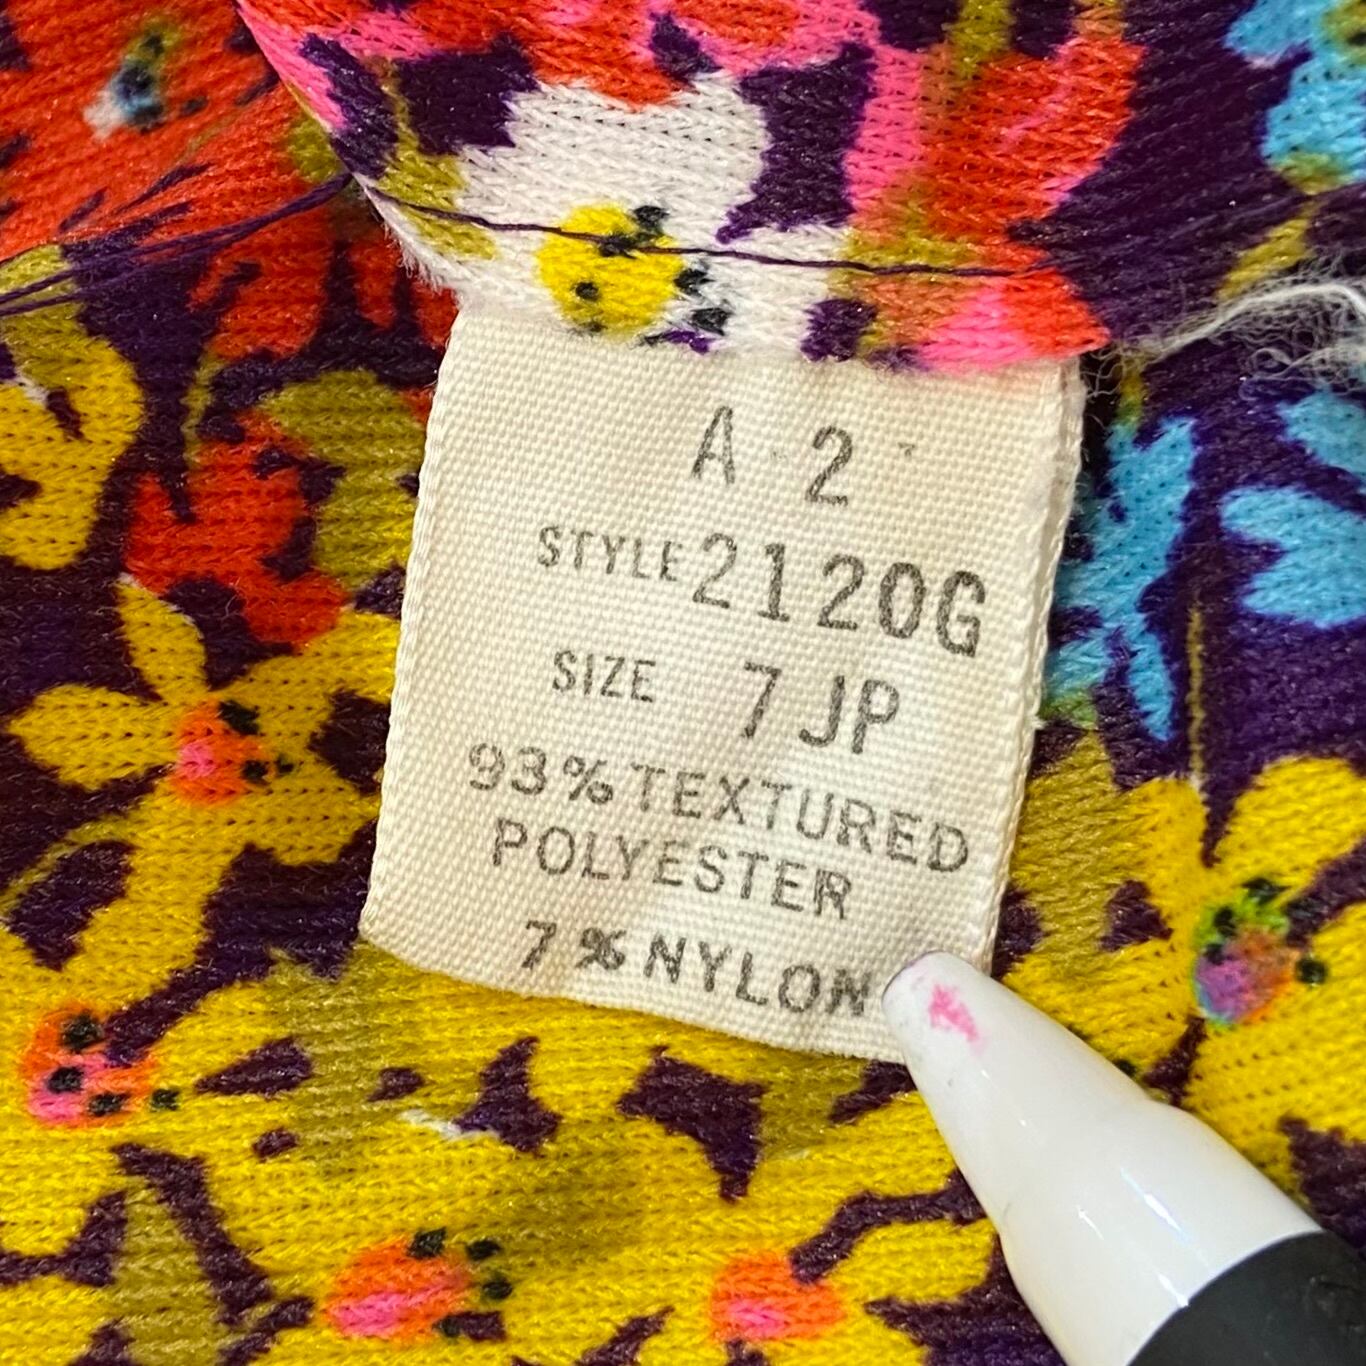 A 2
STYLE 2120G
SIZE 7 JP
93% TEXTURED
POLYESTER
7% NYLON